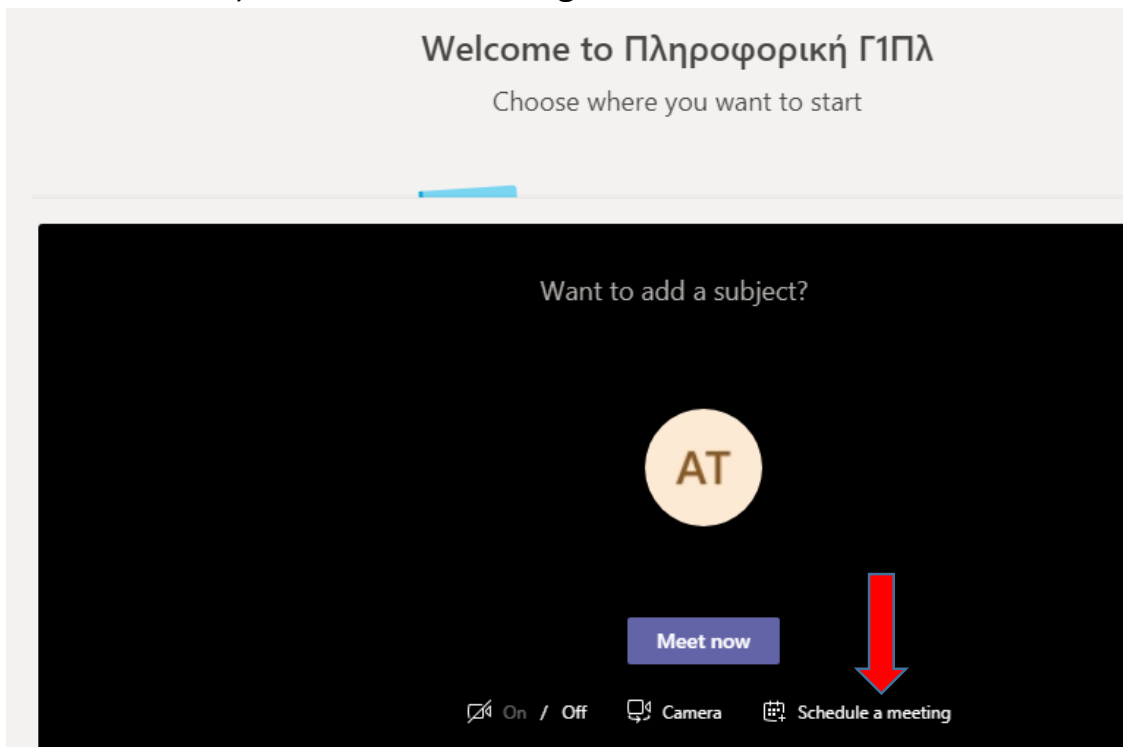 Welcome to Πληροφορική Γ1Πλ
Choose where you want to start
Want to add a subject?
AT
Meet now
On / Off Camera Schedule a meeting